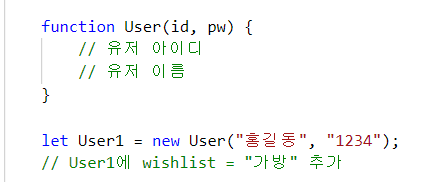 function User(id, pw) {
// 유저 아이디
// 유저 이름
}
let User1 = new User("홍길동", "1234");
// User1에 wishlist = "가방" 추가